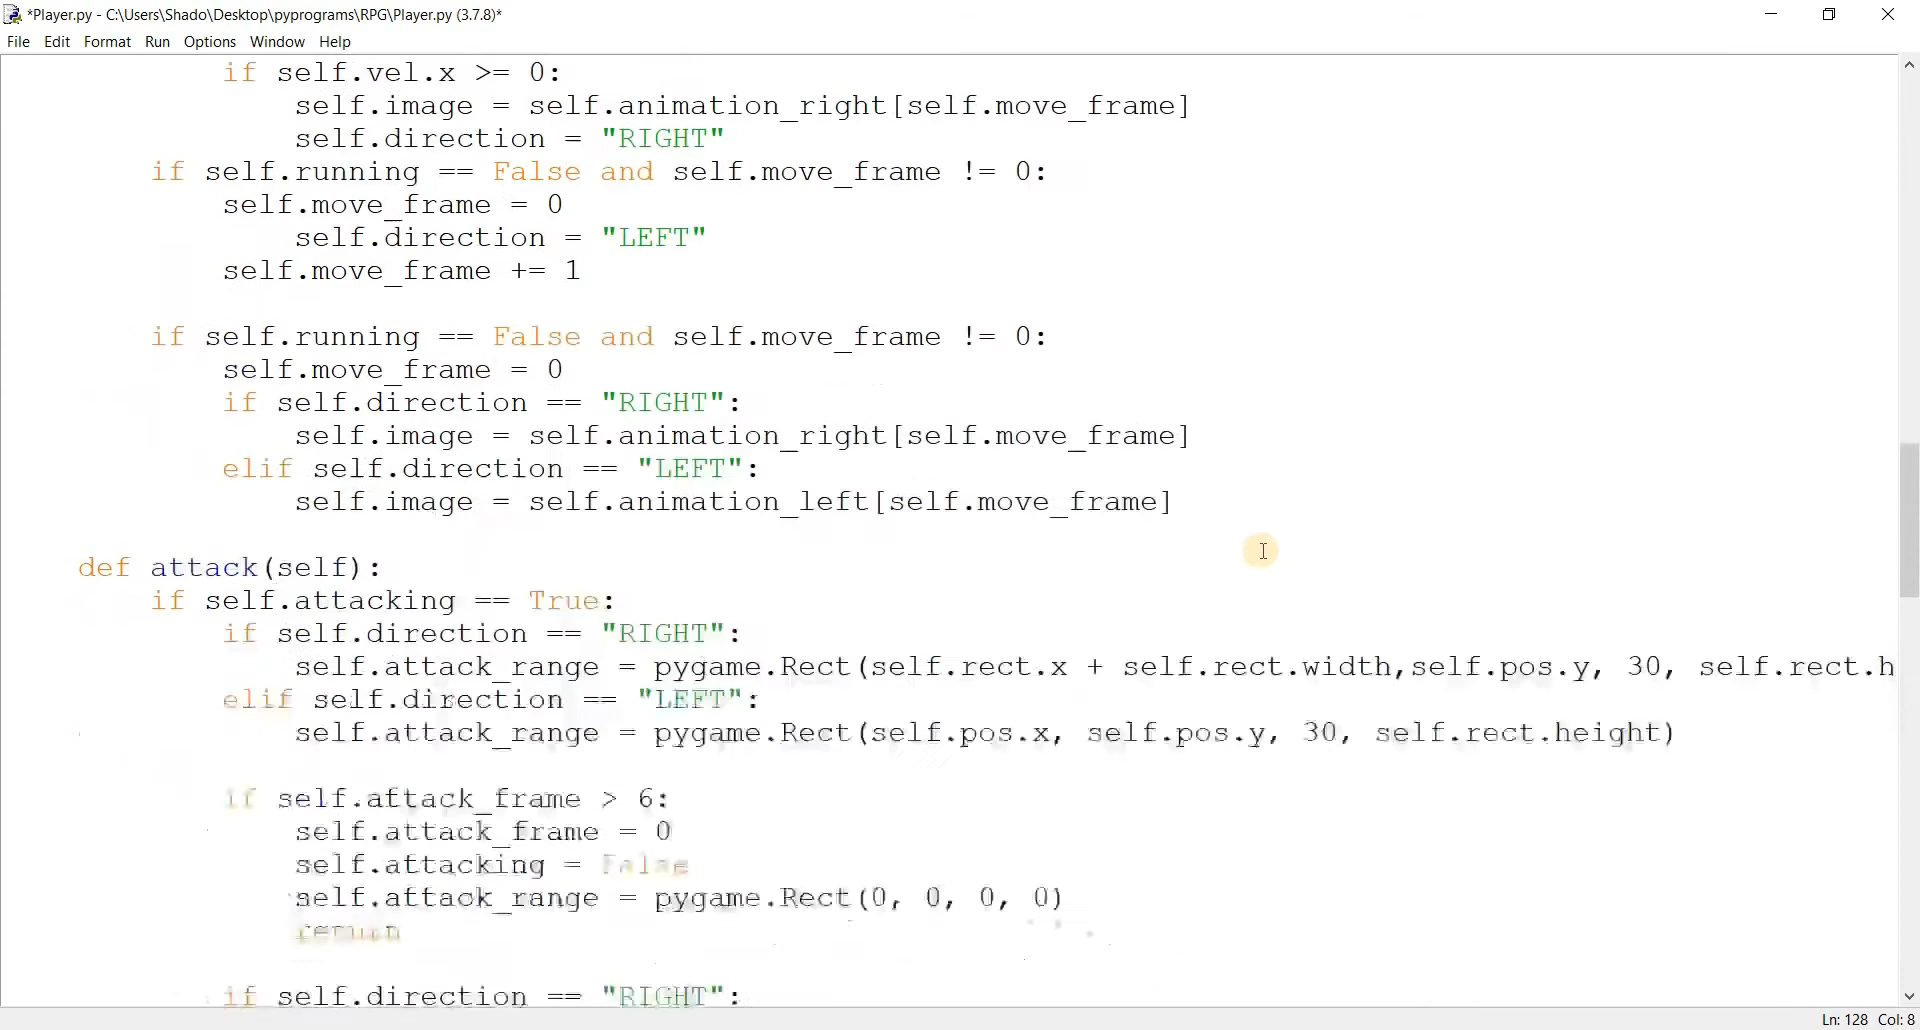 *Player.py - C:\Users\Shado\Desktop\pyprograms\RPG\Player.py (3.7.8)*
File Edit Format Run Options Window Help
if self.vel.x >= 0:
self.image = self.animation_right[self.move_frame]
self.direction = "RIGHT"
if self.running == False and self.move_frame != 0:
self.move_frame = 0
self.direction = "LEFT"
self.move_frame += 1
if self.running == False and self.move_frame != 0:
self.move_frame = 0
if self.direction == "RIGHT":
self.image = self.animation_right[self.move_frame]
elif self.direction == "LEFT":
self.image = self.animation_left[self.move_frame]
def attack(self):
if self.attacking == True:
if self.direction == "RIGHT":
self.attack_range = pygame.Rect(self.rect.x + self.rect.width,self.pos.y, 30, self.rect.h
elif self.direction == "LEFT":
self.attack_range = pygame.Rect(self.pos.x, self.pos.y, 30, self.rect.height)
if self.attack_frame > 6:
self.attack_frame = 0
self.attacking = False
self.attack_range = pygame.Rect(0, 0, 0, 0)
return
if self.direction == "RIGHT":
Ln: 128 Col: 8